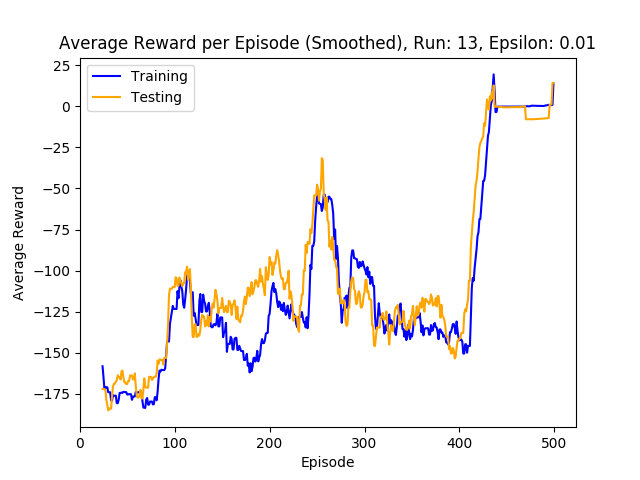 Average Reward per Episode (Smoothed), Run: 13, Epsilon: 0.01
Training
Testing
Average Reward
25
0
−25
−50
−75
−100
−125
−150
−175
0 100 200 300 400 500
Episode